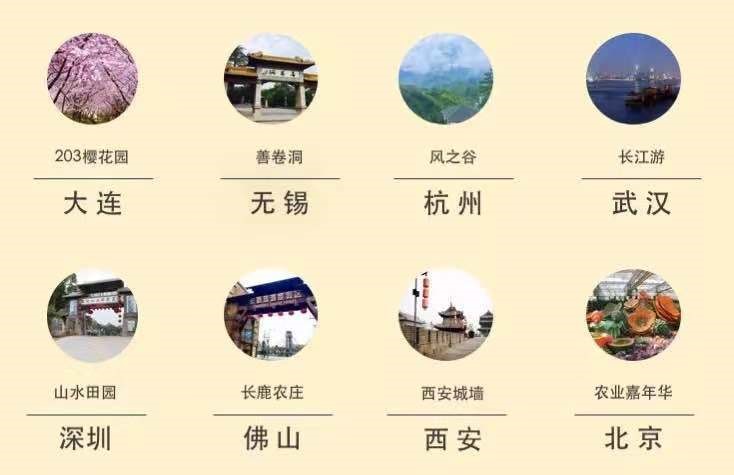 203樱花园
善卷洞
风之谷
长江游
大连
无锡
杭州
武汉
山水田园
长鹿农庄
西安城墙
农业嘉年华
深圳
佛山
西安
北京